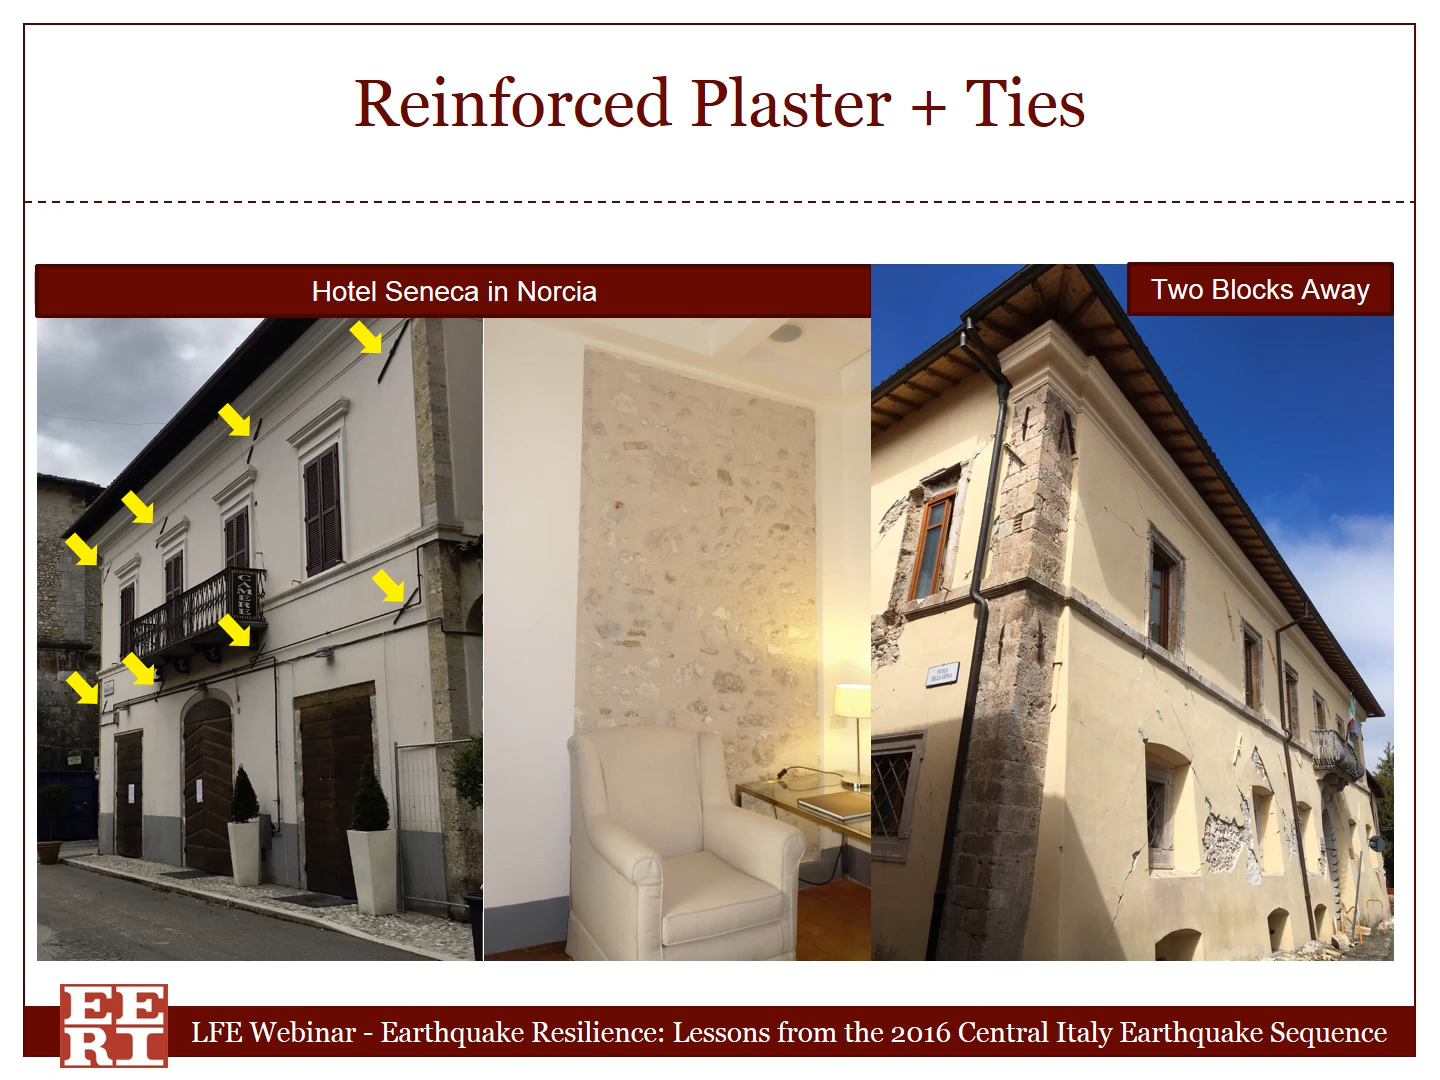 Reinforced Plaster + Ties
Hotel Seneca in Norcia
Two Blocks Away
CAMERE
EE
RI
LFE Webinar - Earthquake Resilience: Lessons from the 2016 Central Italy Earthquake Sequence